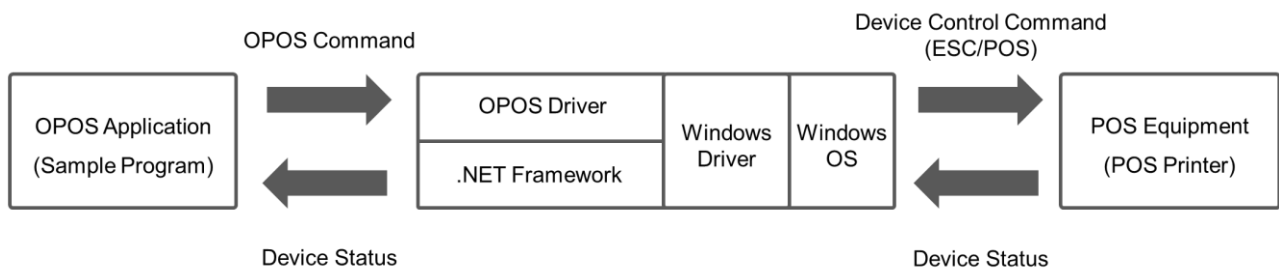 OPOS Command
Device Control Command
(ESC/POS)
OPOS Application
(Sample Program)
OPOS Driver
.NET Framework
Windows
Driver
Windows
OS
POS Equipment
(POS Printer)
Device Status
Device Status